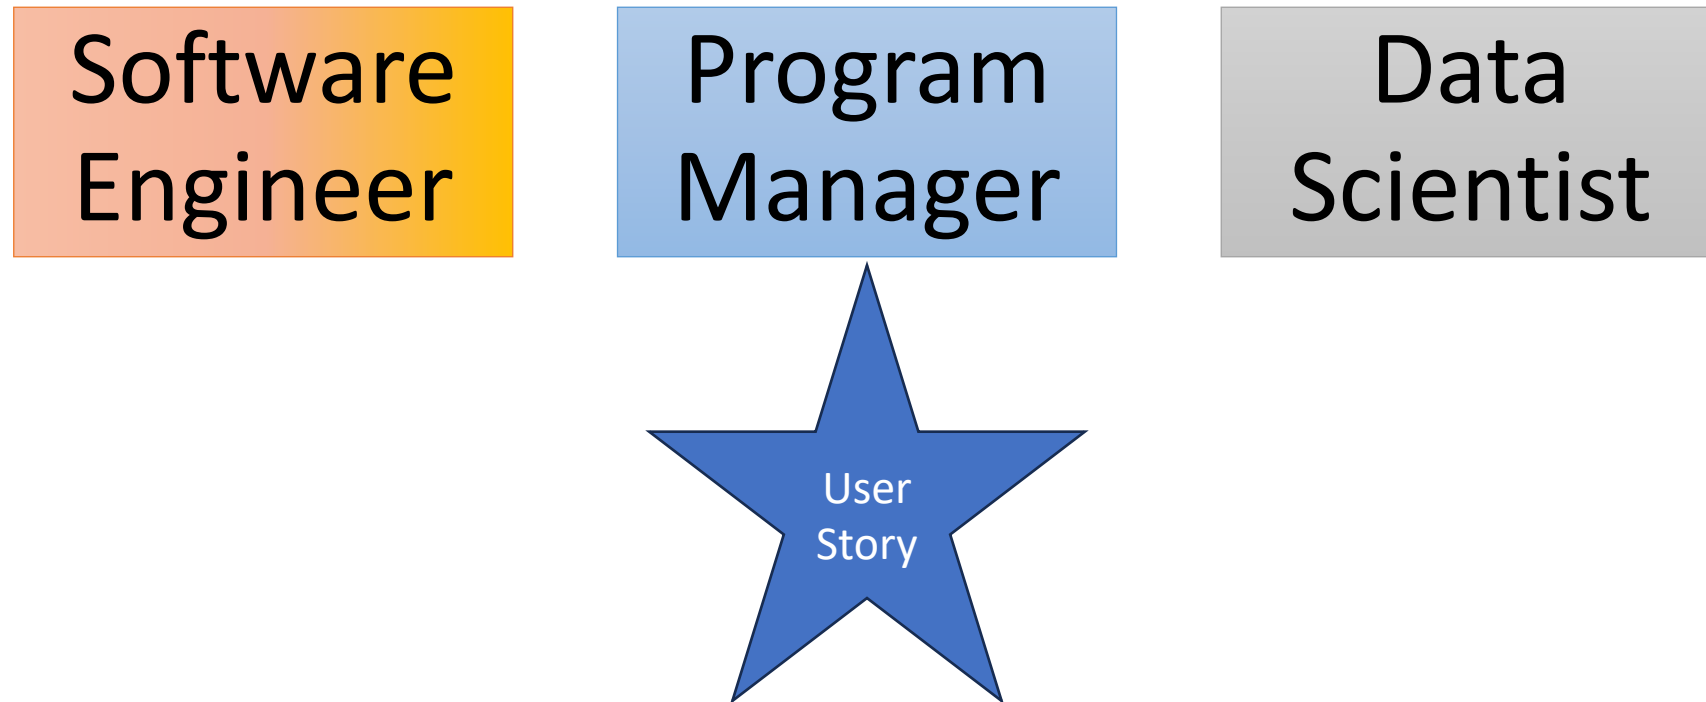 Software
Engineer
Program
Manager
Data
Scientist
User
Story